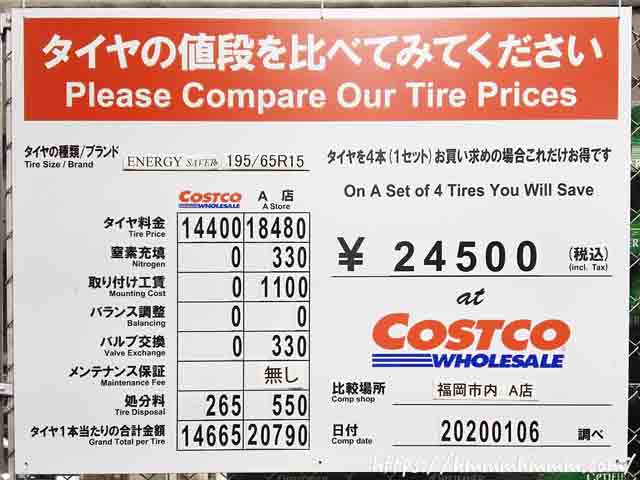 タイヤの値段を比べてみてください
Please Compare Our Tire Prices
タイヤの種類/ブランド
Tire Size / Brand
ENERGY SAVER+ 195/65R15
COSTCO WHOLESALE
A 店
A Store
タイヤ料金
Tire Price
14400 18480
窒素充填
Nitrogen
0 330
取り付け工賃
Mounting Cost
0 1100
バランス調整
Balancing
0 0
バルブ交換
Valve Exchange
0 330
メンテナンス保証
Maintenance Fee
無し
処分料
Tire Disposal
265 550
タイヤ1本当たりの合計金額
Grand Total per Tire
14665 20790
タイヤを4本(1セット)お買い求めの場合これだけお得です
On A Set of 4 Tires You Will Save
¥ 24500 (税込)
(incl. Tax)
at
COSTCO
WHOLESALE
比較場所
Comp shop
福岡市内 A店
日付
Comp date
20200106 調べ